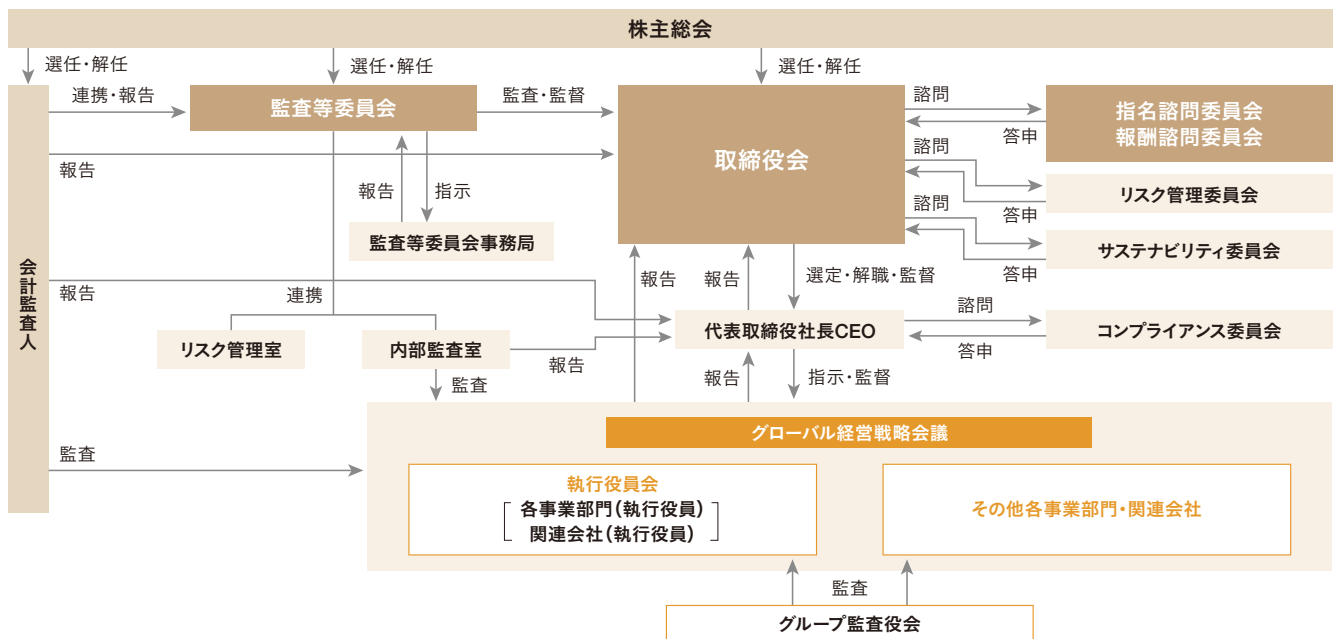 株主総会
選任・解任
選任・解任
選任・解任
連携・報告
監査等委員会
監査・監督
取締役会
諮問
答申
指名諮問委員会
報酬諮問委員会
報告
報告
指示
諮問
答申
リスク管理委員会
監査等委員会事務局
諮問
答申
サステナビリティ委員会
会計監査人
報告
連携
報告
報告
選定・解職・監督
リスク管理室
内部監査室
報告
代表取締役社長CEO
諮問
答申
コンプライアンス委員会
監査
報告
指示・監督
グローバル経営戦略会議
監査
執行役員会
各事業部門(執行役員)
関連会社(執行役員)
その他各事業部門・関連会社
監査
グループ監査役会